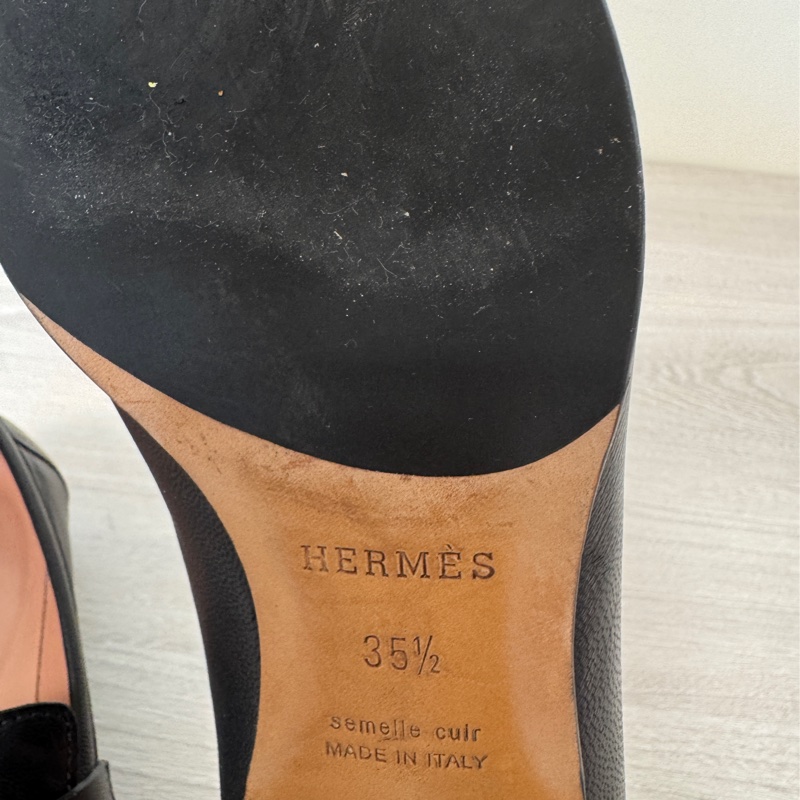 HERMÈS
35½
semelle cuir
MADE IN ITALY